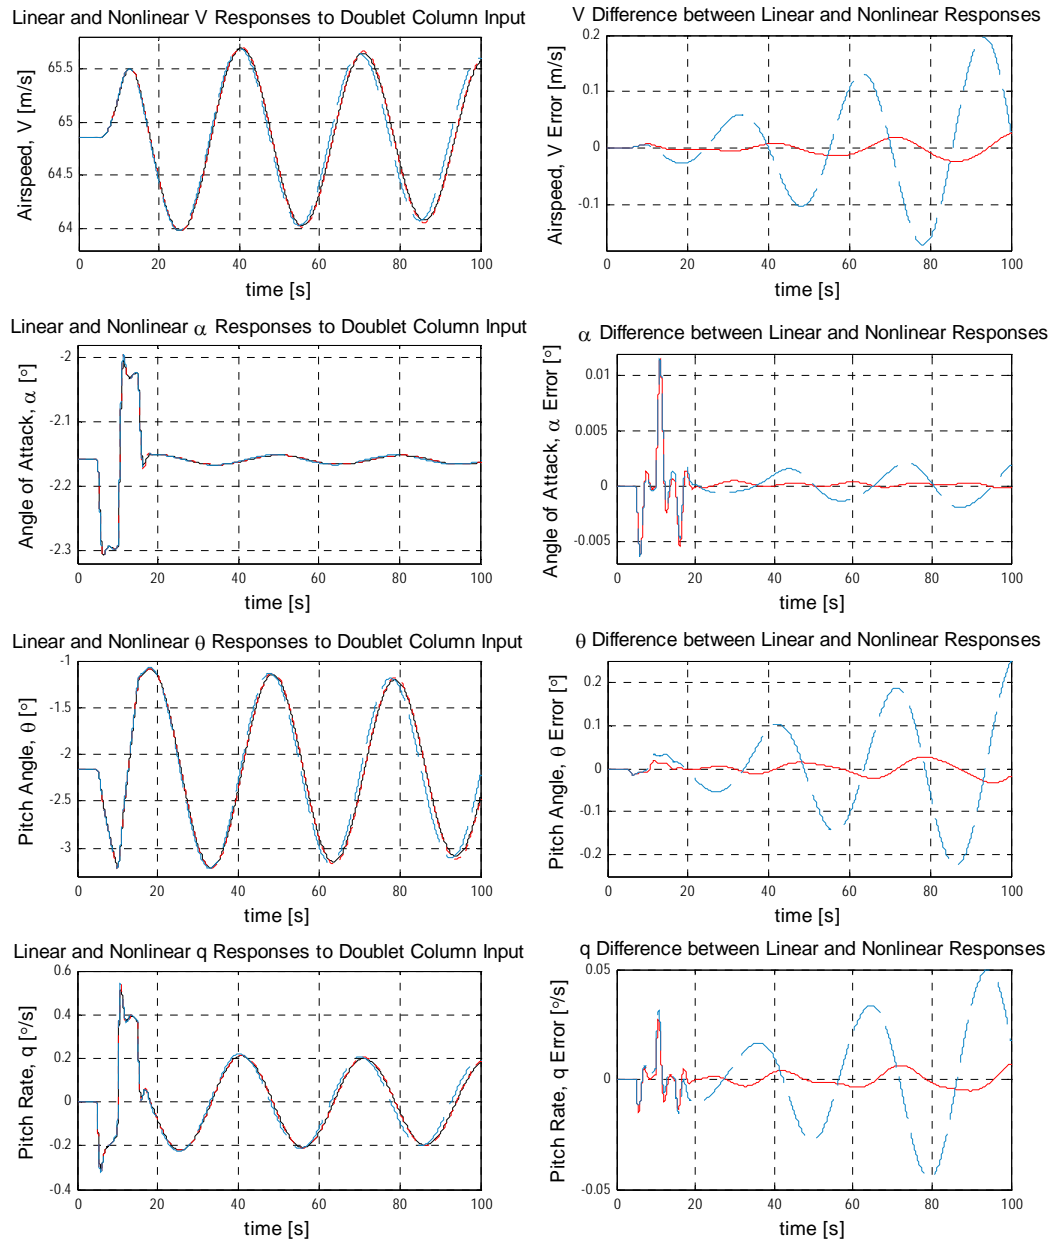 Linear and Nonlinear V Responses to Doublet Column Input
Airspeed, V [m/s]
65.5
65
64.5
64
0 20 40 60 80 100
time [s]
V Difference between Linear and Nonlinear Responses
Airspeed, V Error [m/s]
0.2
0.1
0
-0.1
0 20 40 60 80 100
time [s]
Linear and Nonlinear α Responses to Doublet Column Input
Angle of Attack, α [°]
-2
-2.1
-2.2
-2.3
0 20 40 60 80 100
time [s]
α Difference between Linear and Nonlinear Responses
Angle of Attack, α Error [°]
0.01
0.005
0
-0.005
0 20 40 60 80 100
time [s]
Linear and Nonlinear θ Responses to Doublet Column Input
Pitch Angle, θ [°]
-1
-1.5
-2
-2.5
-3
0 20 40 60 80 100
time [s]
θ Difference between Linear and Nonlinear Responses
Pitch Angle, θ Error [°]
0.2
0.1
0
-0.1
-0.2
0 20 40 60 80 100
time [s]
Linear and Nonlinear q Responses to Doublet Column Input
Pitch Rate, q [°/s]
0.6
0.4
0.2
0
-0.2
-0.4
0 20 40 60 80 100
time [s]
q Difference between Linear and Nonlinear Responses
Pitch Rate, q Error [°/s]
0.05
0
-0.05
0 20 40 60 80 100
time [s]